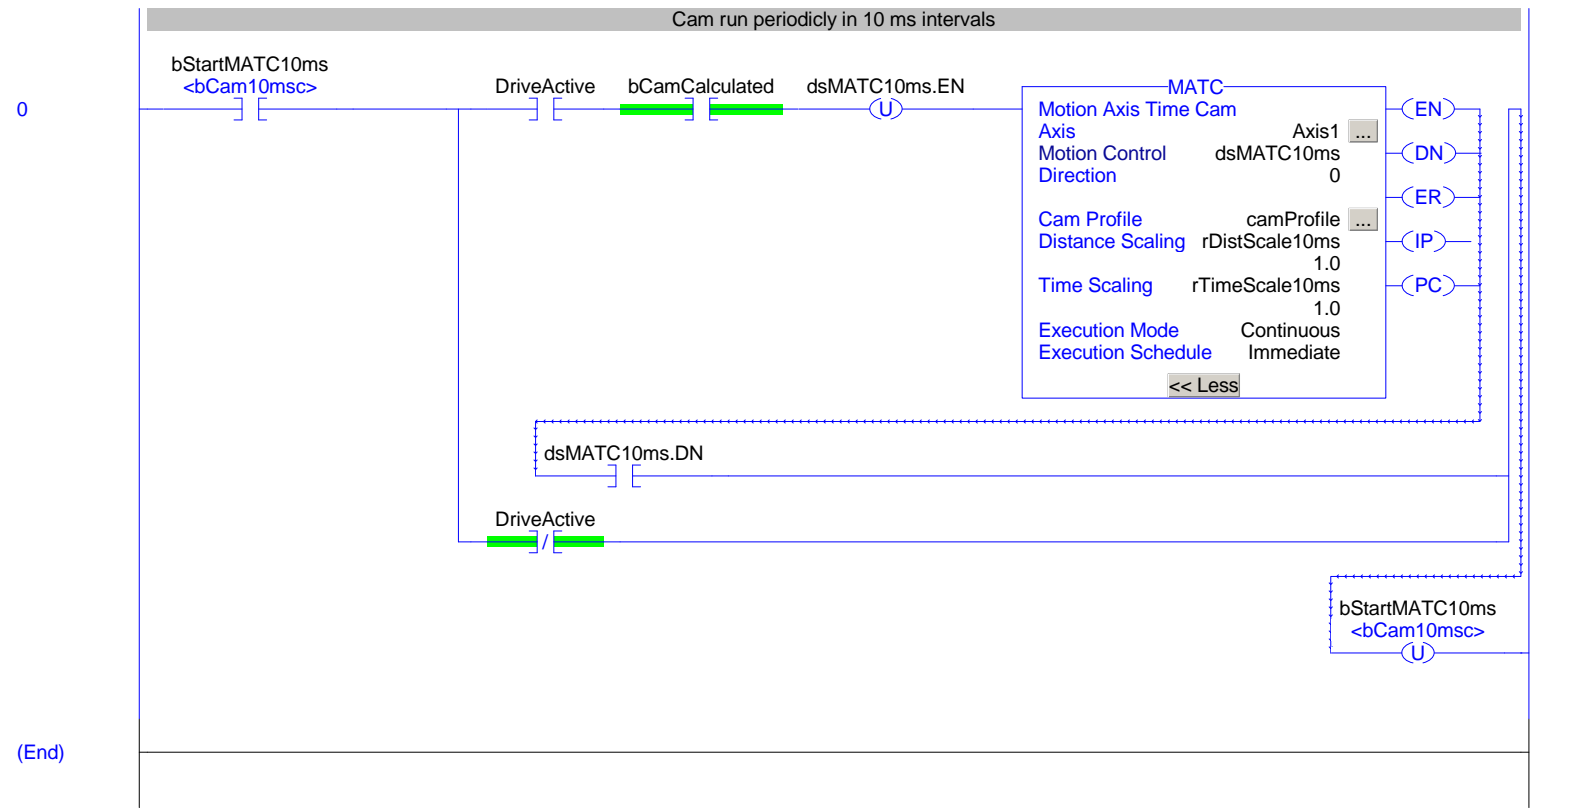 Cam run periodicly in 10 ms intervals
bStartMATC10ms
<bCam10msc>
DriveActive
bCamCalculated
dsMATC10ms.EN
0
U
MATC
Motion Axis Time Cam
Axis Axis1 ...
Motion Control dsMATC10ms
Direction 0
Cam Profile camProfile ...
Distance Scaling rDistScale10ms
1.0
Time Scaling rTimeScale10ms
1.0
Execution Mode Continuous
Execution Schedule Immediate
<< Less
EN
DN
ER
IP
PC
dsMATC10ms.DN
DriveActive
/
bStartMATC10ms
<bCam10msc>
U
(End)